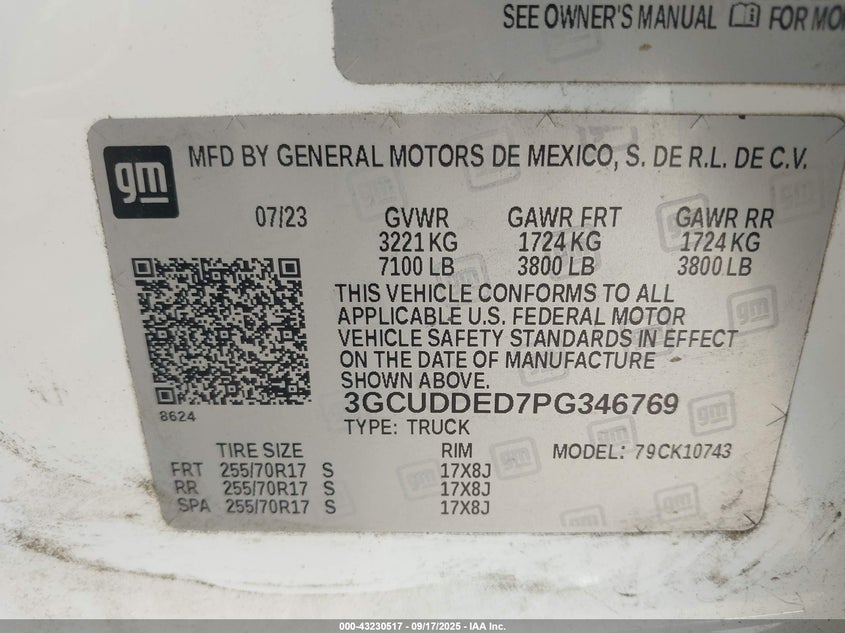 SEE OWNER'S MANUAL FOR MO
gm MFD BY GENERAL MOTORS DE MEXICO, S. DE R.L. DE C.V.
07/23 GVWR GAWR FRT GAWR RR
3221 KG 1724 KG 1724 KG
7100 LB 3800 LB 3800 LB
THIS VEHICLE CONFORMS TO ALL
APPLICABLE U.S. FEDERAL MOTOR
VEHICLE SAFETY STANDARDS IN EFFECT
ON THE DATE OF MANUFACTURE
SHOWN ABOVE.
3GCUDDED7PG346769
8624
TYPE: TRUCK
TIRE SIZE RIM MODEL: 79CK10743
FRT 255/70R17 S 17X8J
RR 255/70R17 S 17X8J
SPA 255/70R17 S 17X8J
000-43230517 - 09/17/2025 - IAA Inc.